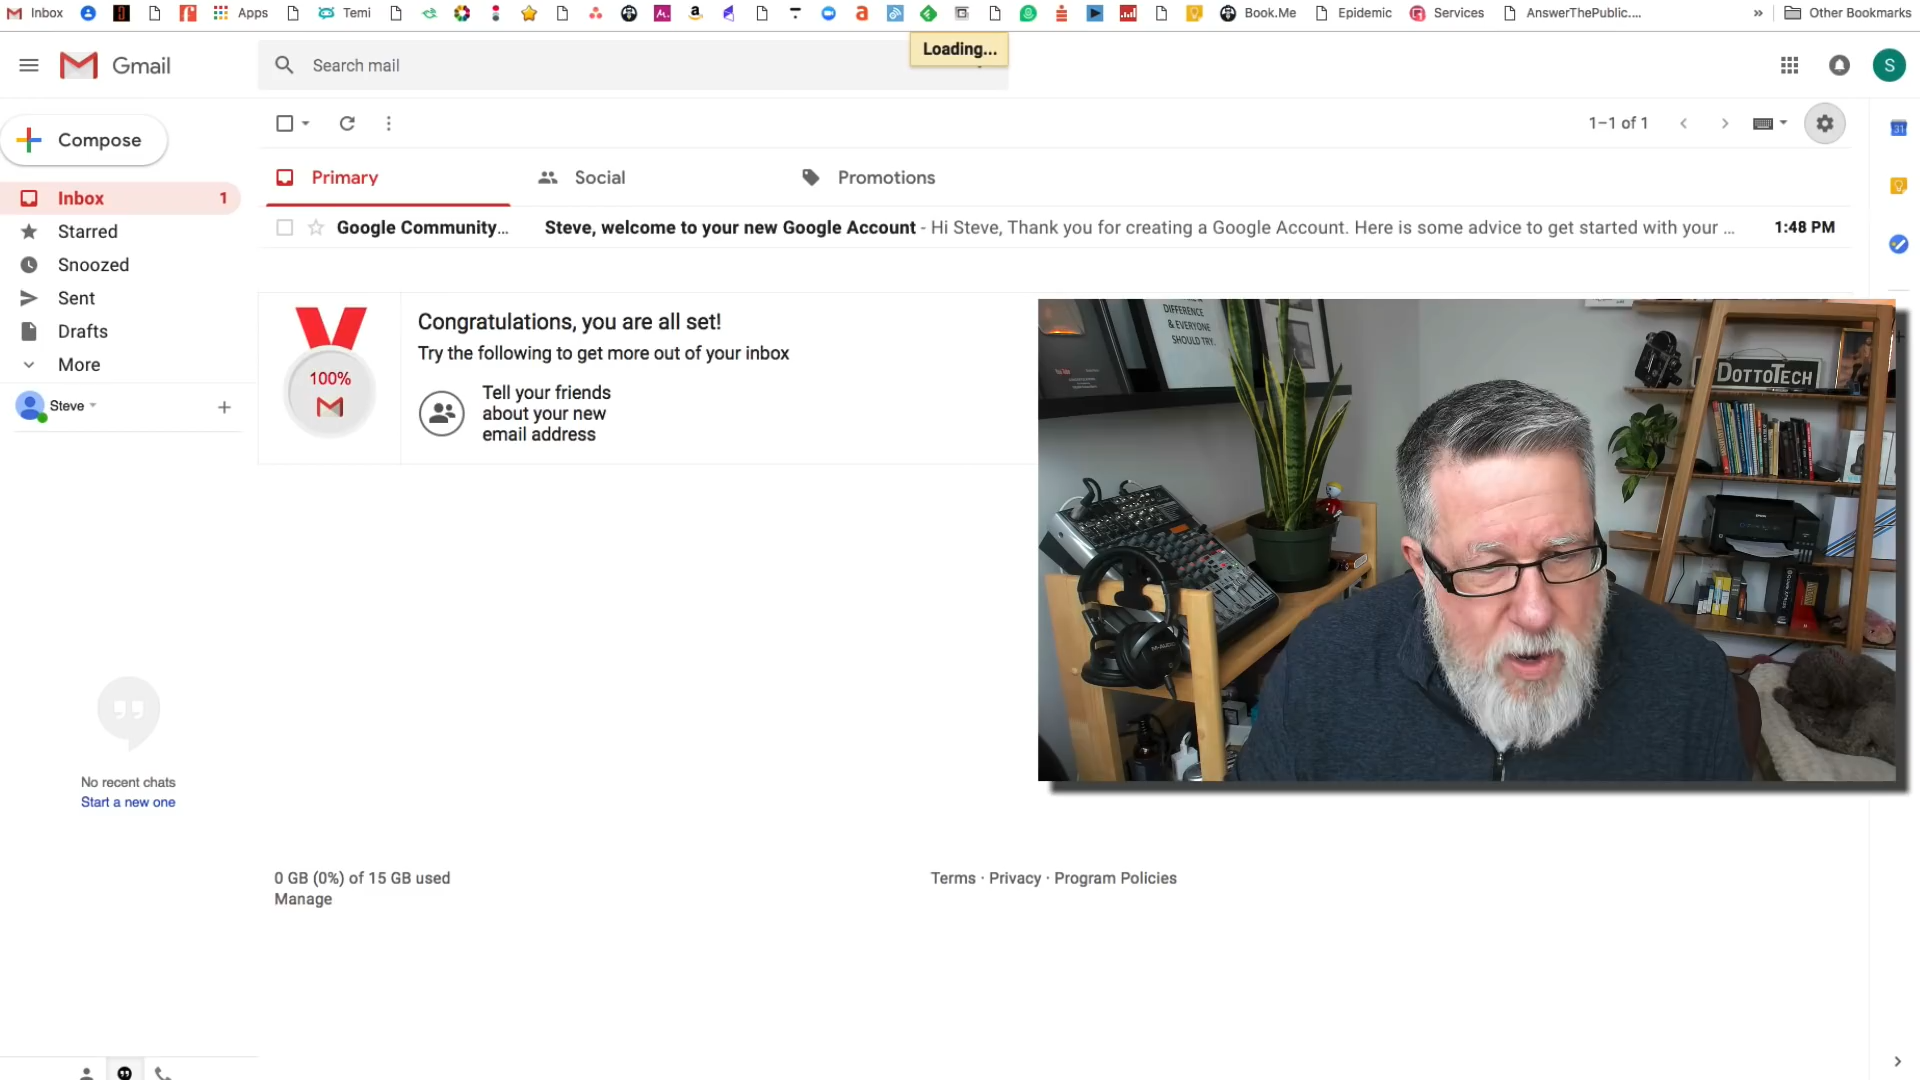 Inbox
Apps
Temi
Book.Me
Epidemic
Services
AnswerThePublic....
»
Other Bookmarks
Loading...
Gmail
Search mail
S
Compose
1–1 of 1
31
Primary
Social
Promotions
Inbox
1
Google Community...
Steve, welcome to your new Google Account - Hi Steve, Thank you for creating a Google Account. Here is some advice to get started with your ...
1:48 PM
Starred
Snoozed
Sent
Drafts
More
Steve
Congratulations, you are all set!
Try the following to get more out of your inbox
100%
Tell your friends
about your new
email address
DIFFERENCE
& EVERYONE
SHOULD TRY.
DOTTOTECH
M-AUDIO
No recent chats
Start a new one
0 GB (0%) of 15 GB used
Manage
Terms · Privacy · Program Policies